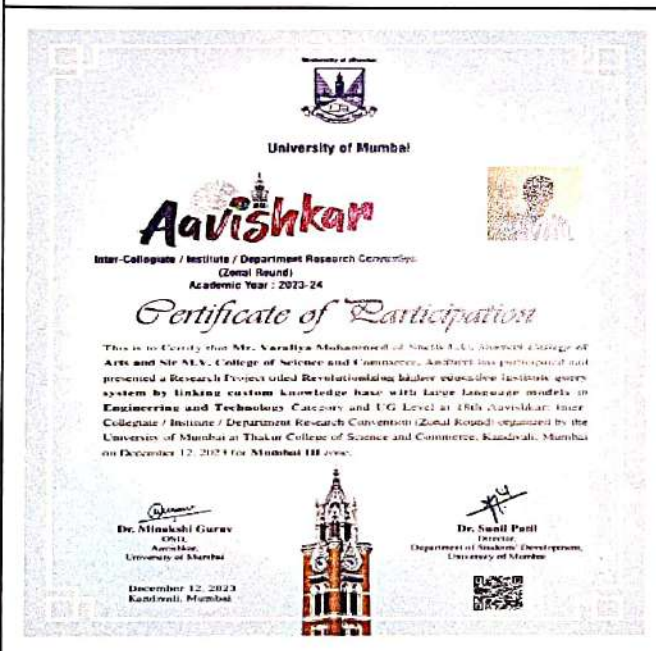 University of Mumbai
University of Mumbai
Aavishkar
Inter-Collegiate / Institute / Department Research Convention
(Zonal Round)
Academic Year : 2023-24
Certificate of Participation
This is to Certify that Mr. Varaliya Mohammed of College of
Arts and Sir M.V. College of Science and Commerce, Andheri has participated and
presented a Research Project titled Revolutionizing higher education institute query
system by linking custom knowledge base with large language models in
Engineering and Technology Category and UG Level at 18th Aavishkar: Inter-
Collegiate / Institute / Department Research Convention (Zonal Round) organized by the
University of Mumbai at Thakur College of Science and Commerce, Kandivali, Mumbai
on December 12, 2023 for Mumbai III zone.
Dr. Minakshi Gurav
OSD,
Aavishkar,
University of Mumbai
Dr. Sunil Patil
Director,
Department of Students' Development,
University of Mumbai
December 12, 2023
Kandivali, Mumbai